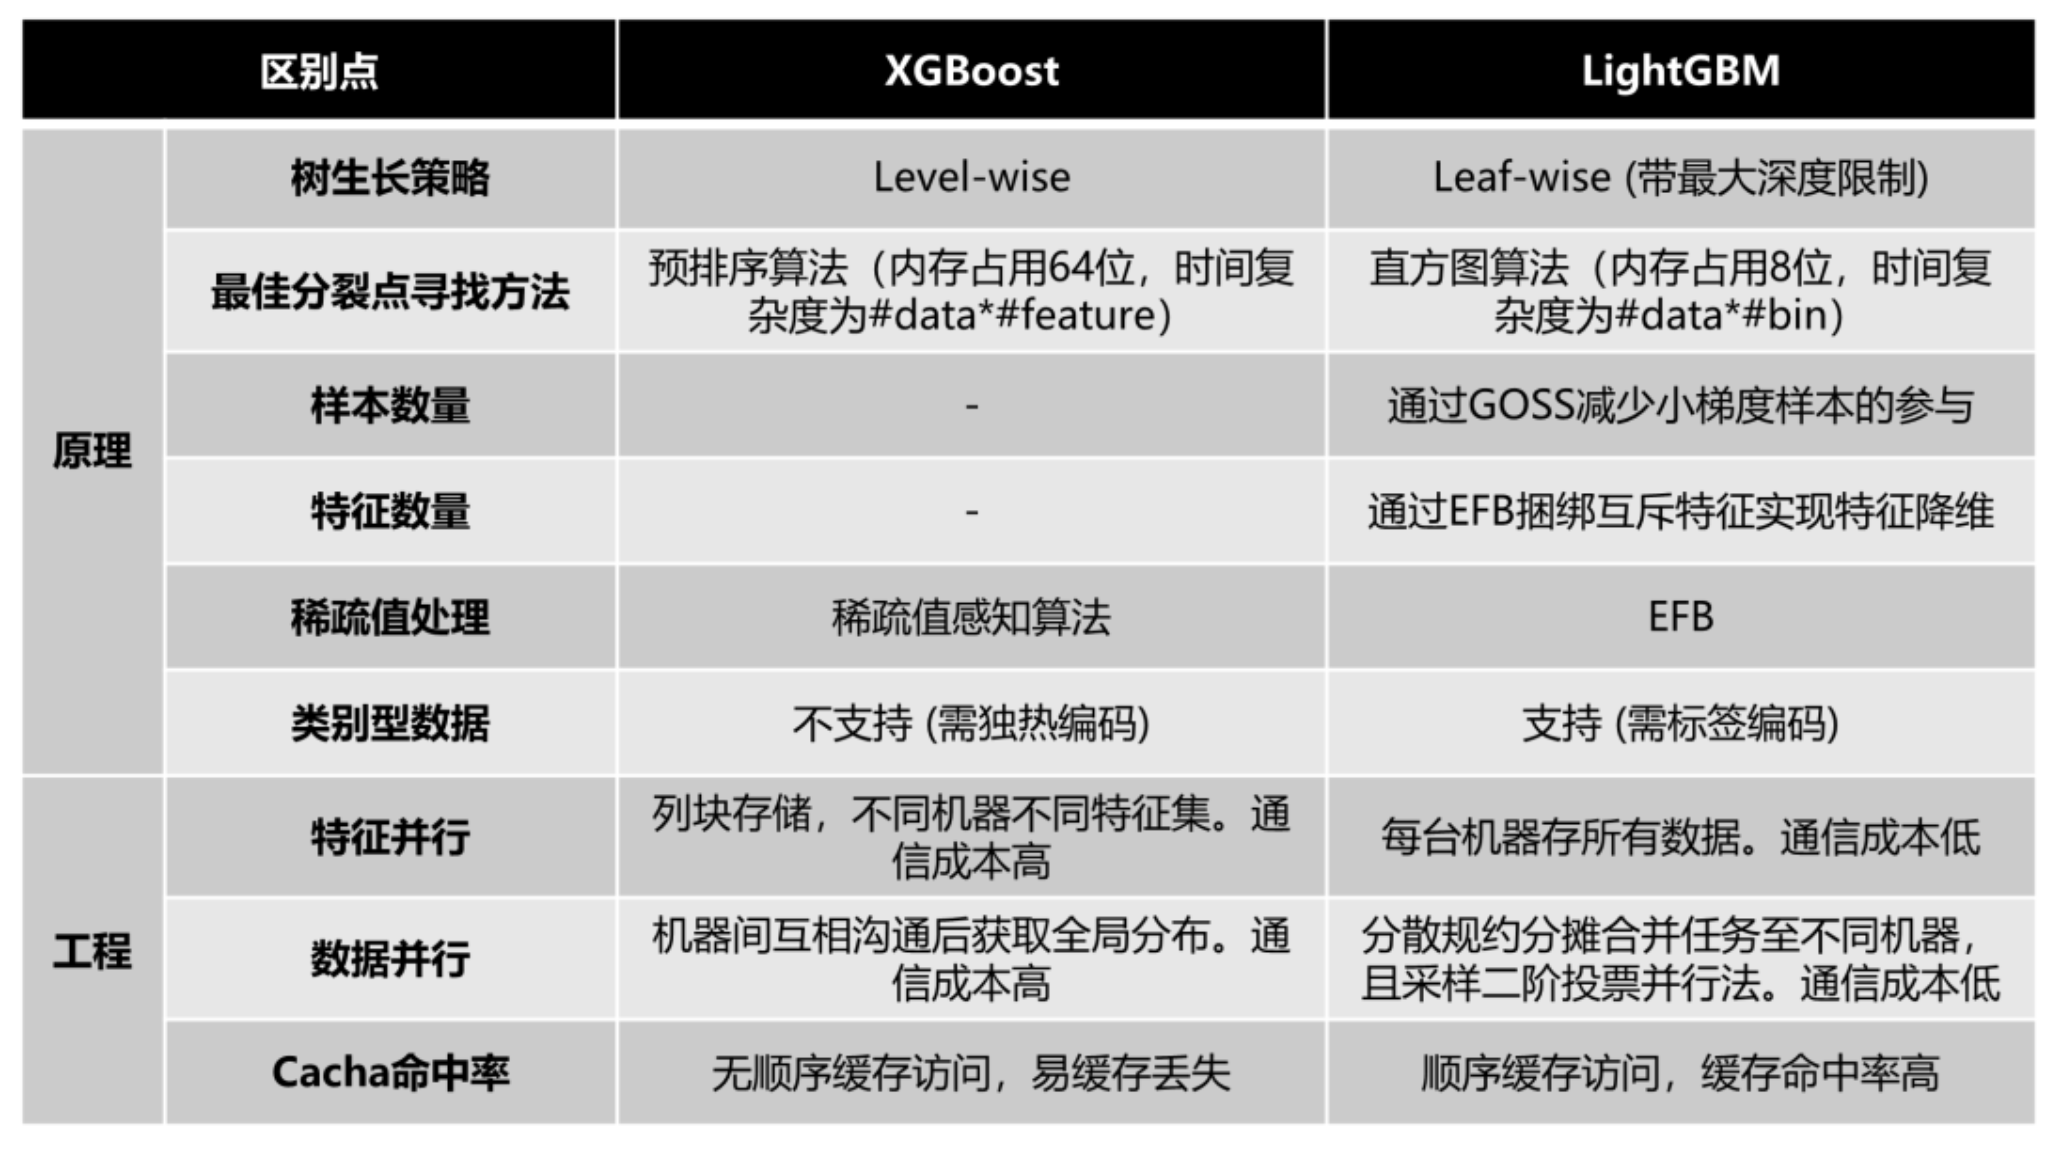 区别点
XGBoost
LightGBM
原理
树生长策略
Level-wise
Leaf-wise (带最大深度限制)
最佳分裂点寻找方法
预排序算法（内存占用64位，时间复
杂度为#data*#feature）
直方图算法（内存占用8位，时间复
杂度为#data*#bin）
样本数量
-
通过GOSS减少小梯度样本的参与
特征数量
-
通过EFB捆绑互斥特征实现特征降维
稀疏值处理
稀疏值感知算法
EFB
类别型数据
不支持 (需独热编码)
支持 (需标签编码)
工程
特征并行
列块存储，不同机器不同特征集。通
信成本高
每台机器存所有数据。通信成本低
数据并行
机器间互相沟通后获取全局分布。通
信成本高
分散规约分摊合并任务至不同机器，
且采样二阶投票并行法。通信成本低
Cacha命中率
无顺序缓存访问，易缓存丢失
顺序缓存访问，缓存命中率高